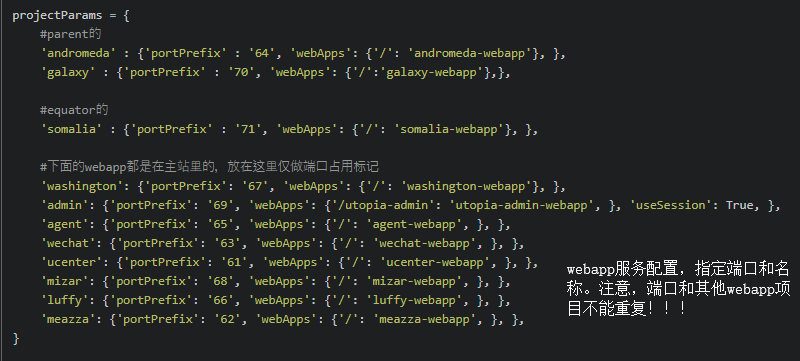 projectParams = {
#parent的
'andromeda' : {'portPrefix' : '64', 'webApps': {'/': 'andromeda-webapp'}, },
'galaxy' : {'portPrefix' : '70', 'webApps': {'/':'galaxy-webapp'},},
#equator的
'somalia' : {'portPrefix' : '71', 'webApps': {'/': 'somalia-webapp'}, },
#下面的webapp都是在主站里的, 放在这里仅做端口占用标记
'washington': {'portPrefix': '67', 'webApps': {'/': 'washington-webapp'}, },
'admin': {'portPrefix': '69', 'webApps': {'/utopia-admin': 'utopia-admin-webapp', }, 'useSession': True, },
'agent': {'portPrefix': '65', 'webApps': {'/': 'agent-webapp', }, },
'wechat': {'portPrefix': '63', 'webApps': {'/': 'wechat-webapp', }, },
'ucenter': {'portPrefix': '61', 'webApps': {'/': 'ucenter-webapp', }, },
'mizar': {'portPrefix': '68', 'webApps': {'/': 'mizar-webapp', }, },
'luffy': {'portPrefix': '66', 'webApps': {'/': 'luffy-webapp', }, },
'meazza': {'portPrefix': '62', 'webApps': {'/': 'meazza-webapp', }, },
}
webapp服务配置，指定端口和名
称。注意，端口和其他webapp项
目不能重复！！！